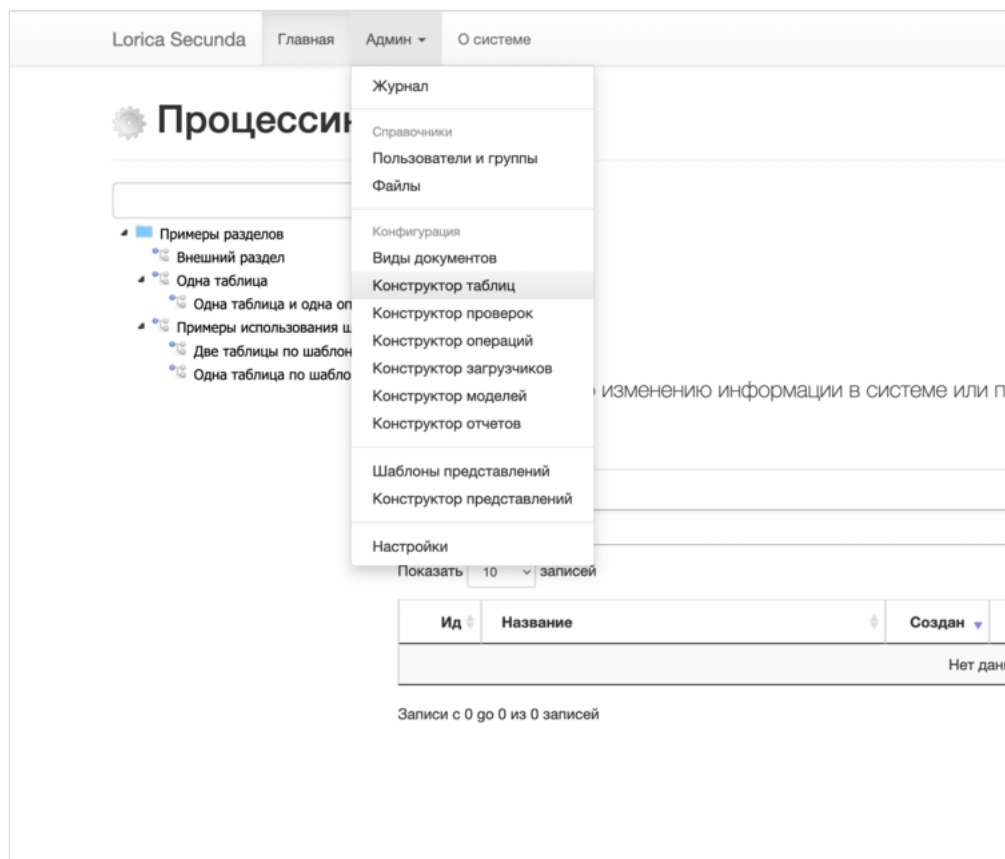 Lorica Secunda Главная Админ О системе
Журнал
Справочники
Пользователи и группы
Файлы
Конфигурация
Виды документов
Конструктор таблиц
Конструктор проверок
Конструктор операций
Конструктор загрузчиков
Конструктор моделей
Конструктор отчетов
Шаблоны представлений
Конструктор представлений
Настройки
Процессин
Примеры разделов
Внешний раздел
Одна таблица
Одна таблица и одна оп
Примеры использования ш
Две таблицы по шаблон
Одна таблица по шабло
изменению информации в системе или п
Показать 10 записей
Ид Название Создан
Нет дан
Записи с 0 до 0 из 0 записей